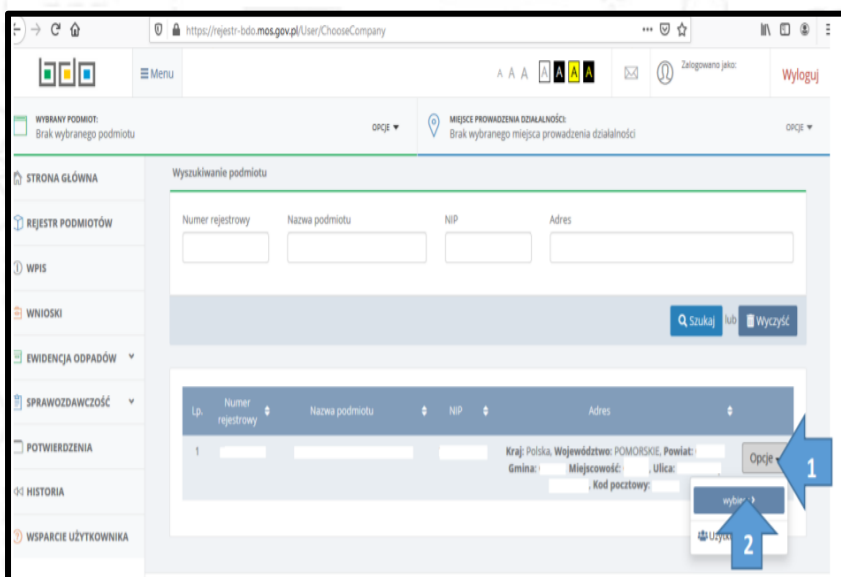 https://rejestr-bdo.mos.gov.pl/User/ChooseCompany
bdo
Menu
A A A A A A A
Zalogowano jako:
Wyloguj
WYBRANY PODMIOT:
Brak wybranego podmiotu
OPCJE
MIEJSCE PROWADZENIA DZIAŁALNOŚCI:
Brak wybranego miejsca prowadzenia działalności
OPCJE
STRONA GŁÓWNA
REJESTR PODMIOTÓW
WPIS
WNIOSKI
EWIDENCJA ODPADÓW
SPRAWOZDAWCZOŚĆ
POTWIERDZENIA
HISTORIA
WSPARCIE UŻYTKOWNIKA
Wyszukiwanie podmiotu
Numer rejestrowy Nazwa podmiotu NIP Adres
Szukaj lub Wyczyść
Lp. Numer rejestrowy Nazwa podmiotu NIP Adres
1 Kraj: Polska, Województwo: POMORSKIE, Powiat:
Gmina: Miejscowość: , Ulica: ,
, Kod pocztowy:
Opcje
1
2